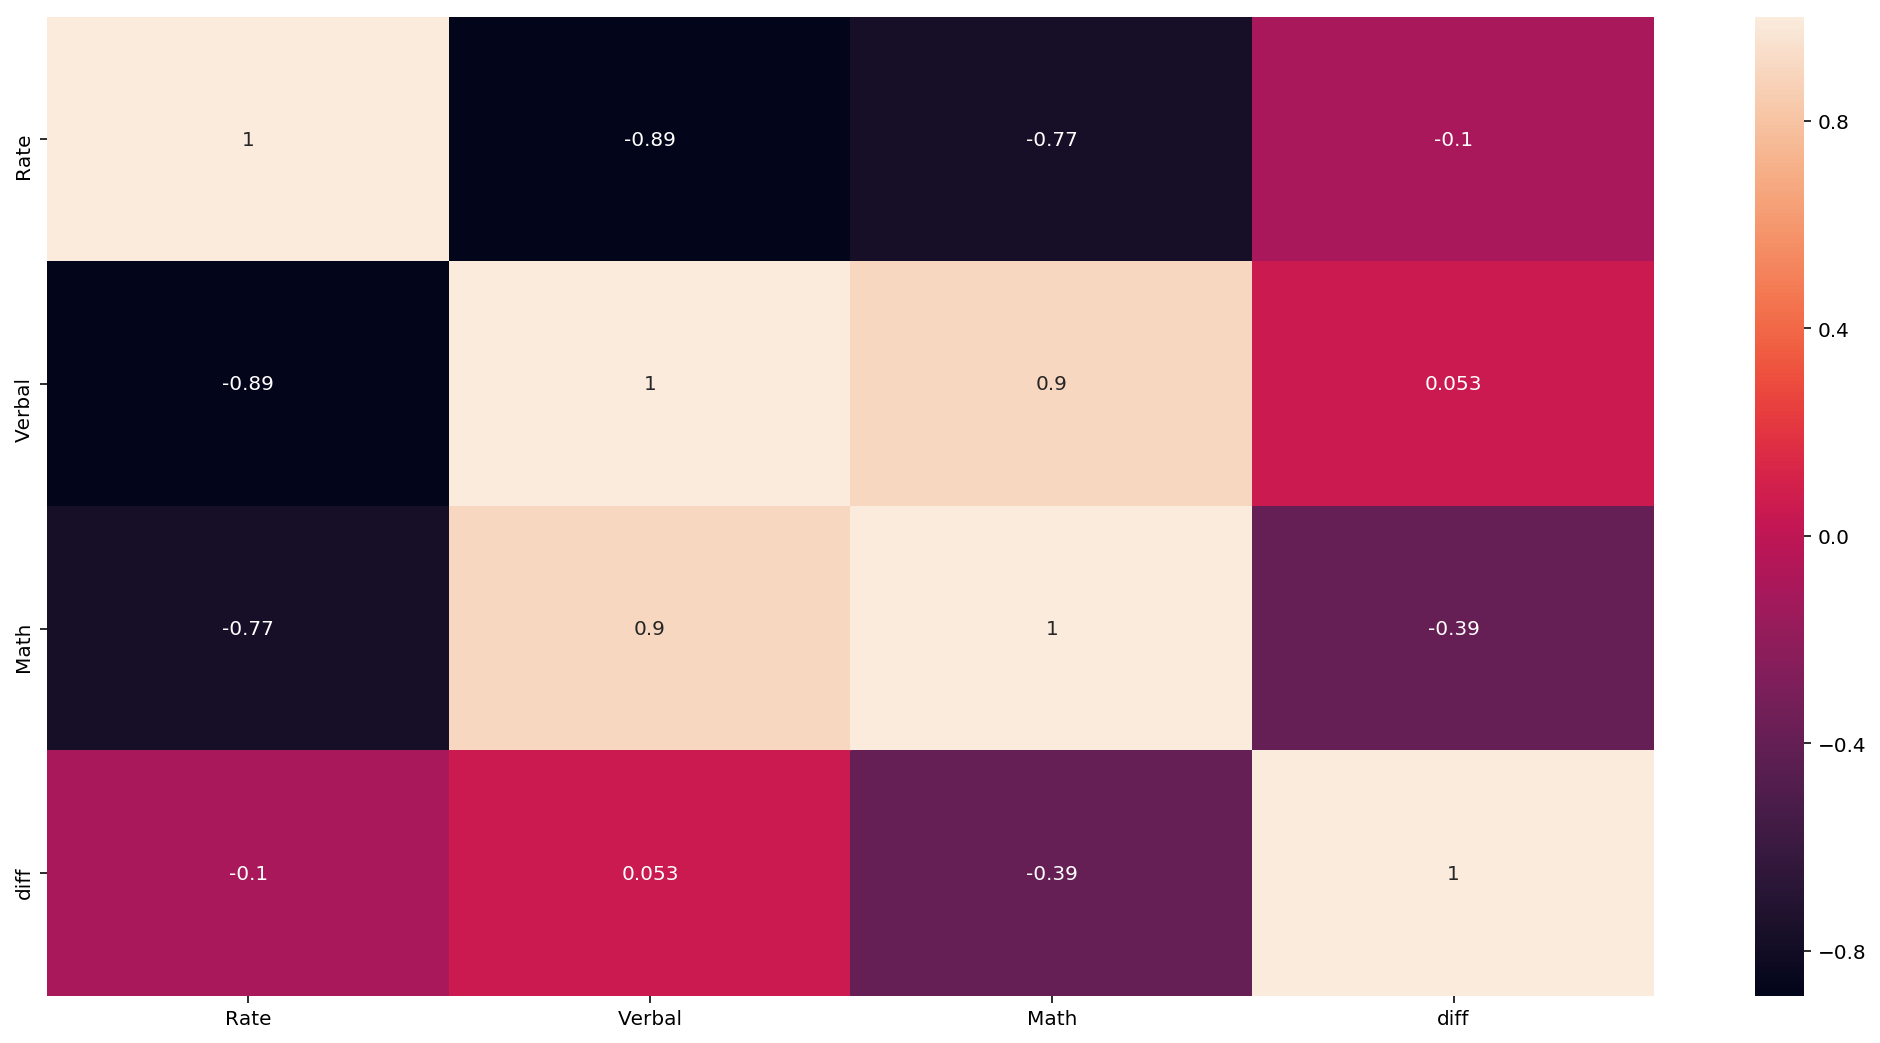 Rate 1 -0.89 -0.77 -0.1
Verbal -0.89 1 0.9 0.053
Math -0.77 0.9 1 -0.39
diff -0.1 0.053 -0.39 1
Rate Verbal Math diff
0.8
0.4
0.0
−0.4
−0.8